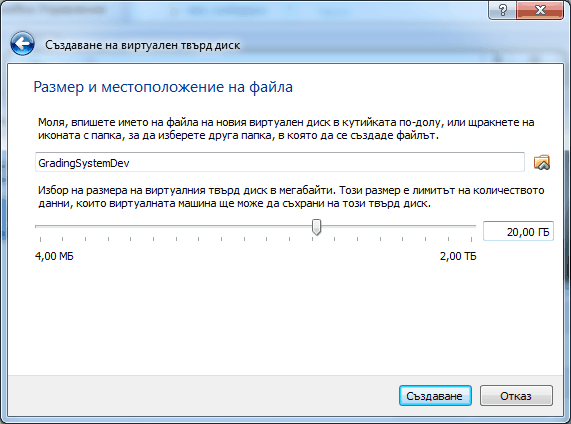 Създаване на виртуален твърд диск
Размер и местоположение на файла
Моля, впишете името на файла на новия виртуален диск в кутийката по-долу, или щракнете на
иконата с папка, за да изберете друга папка, в която да се създаде файлът.
GradingSystemDev
Избор на размера на виртуалния твърд диск в мегабайти. Този размер е лимитът на количеството
данни, които виртуалната машина ще може да съхрани на този твърд диск.
20,00 ГБ
4,00 МБ
2,00 ТБ
Създаване
Отказ